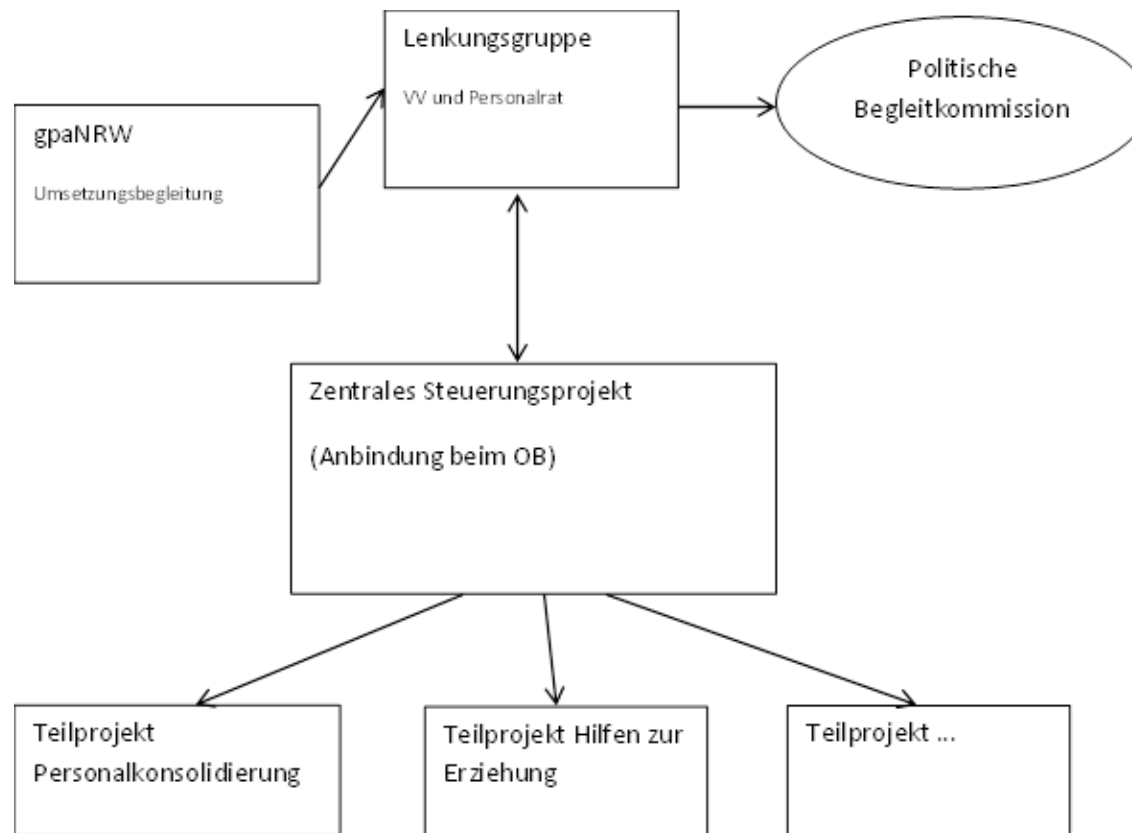 Lenkungsgruppe
VV und Personalrat
Politische
Begleitkommission
gpaNRW
Umsetzungsbegleitung
Zentrales Steuerungsprojekt
(Anbindung beim OB)
Teilprojekt
Personalkonsolidierung
Teilprojekt Hilfen zur
Erziehung
Teilprojekt ...